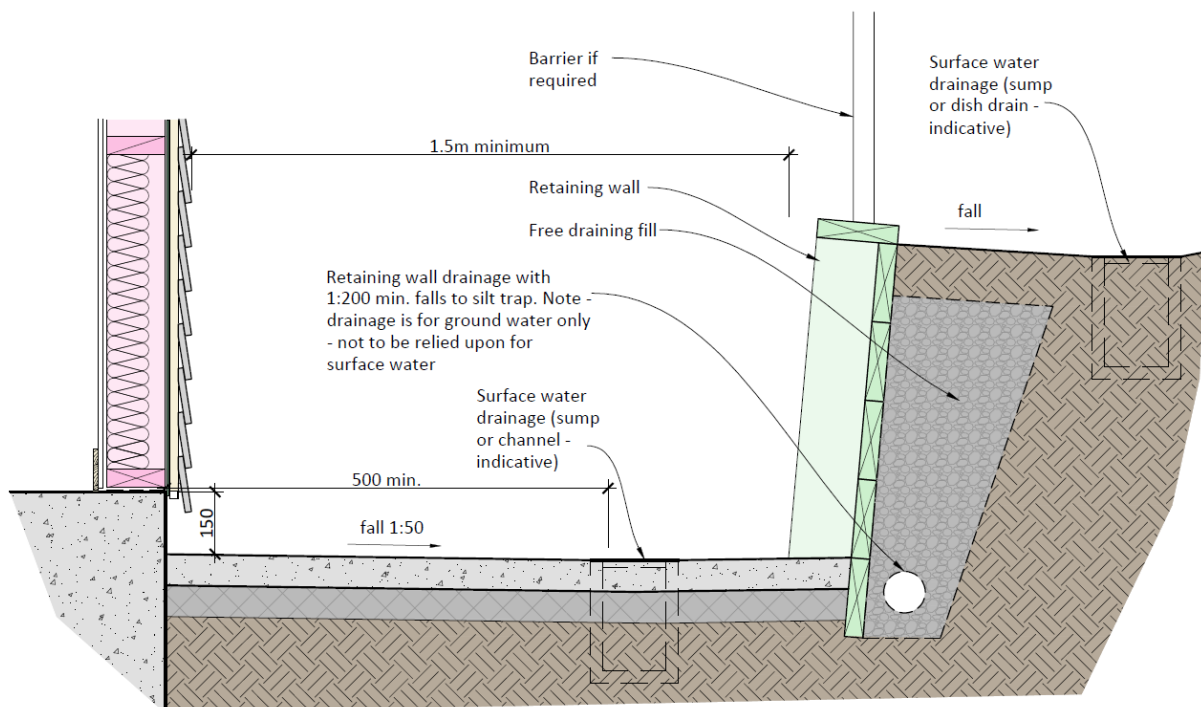 Barrier if
required
Surface water
drainage (sump
or dish drain -
indicative)
1.5m minimum
Retaining wall
fall
Free draining fill
Retaining wall drainage with
1:200 min. falls to silt trap. Note -
drainage is for ground water only
- not to be relied upon for
surface water
Surface water
drainage (sump
or channel -
indicative)
500 min.
150
fall 1:50